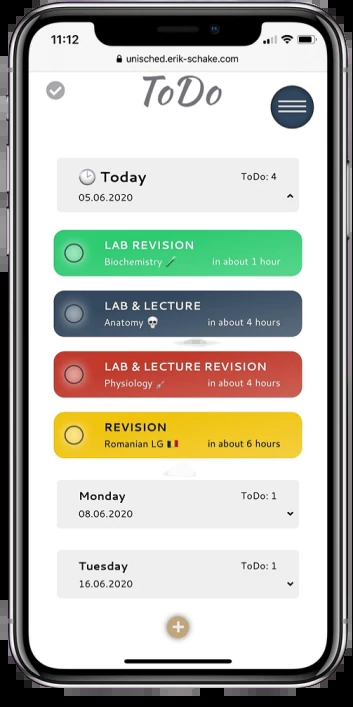 11:12
unisched.erik-schake.com
ToDo
Today ToDo: 4
05.06.2020
LAB REVISION
Biochemistry in about 1 hour
LAB & LECTURE
Anatomy in about 4 hours
LAB & LECTURE REVISION
Physiology in about 4 hours
REVISION
Romanian LG in about 6 hours
Monday ToDo: 1
08.06.2020
Tuesday ToDo: 1
16.06.2020